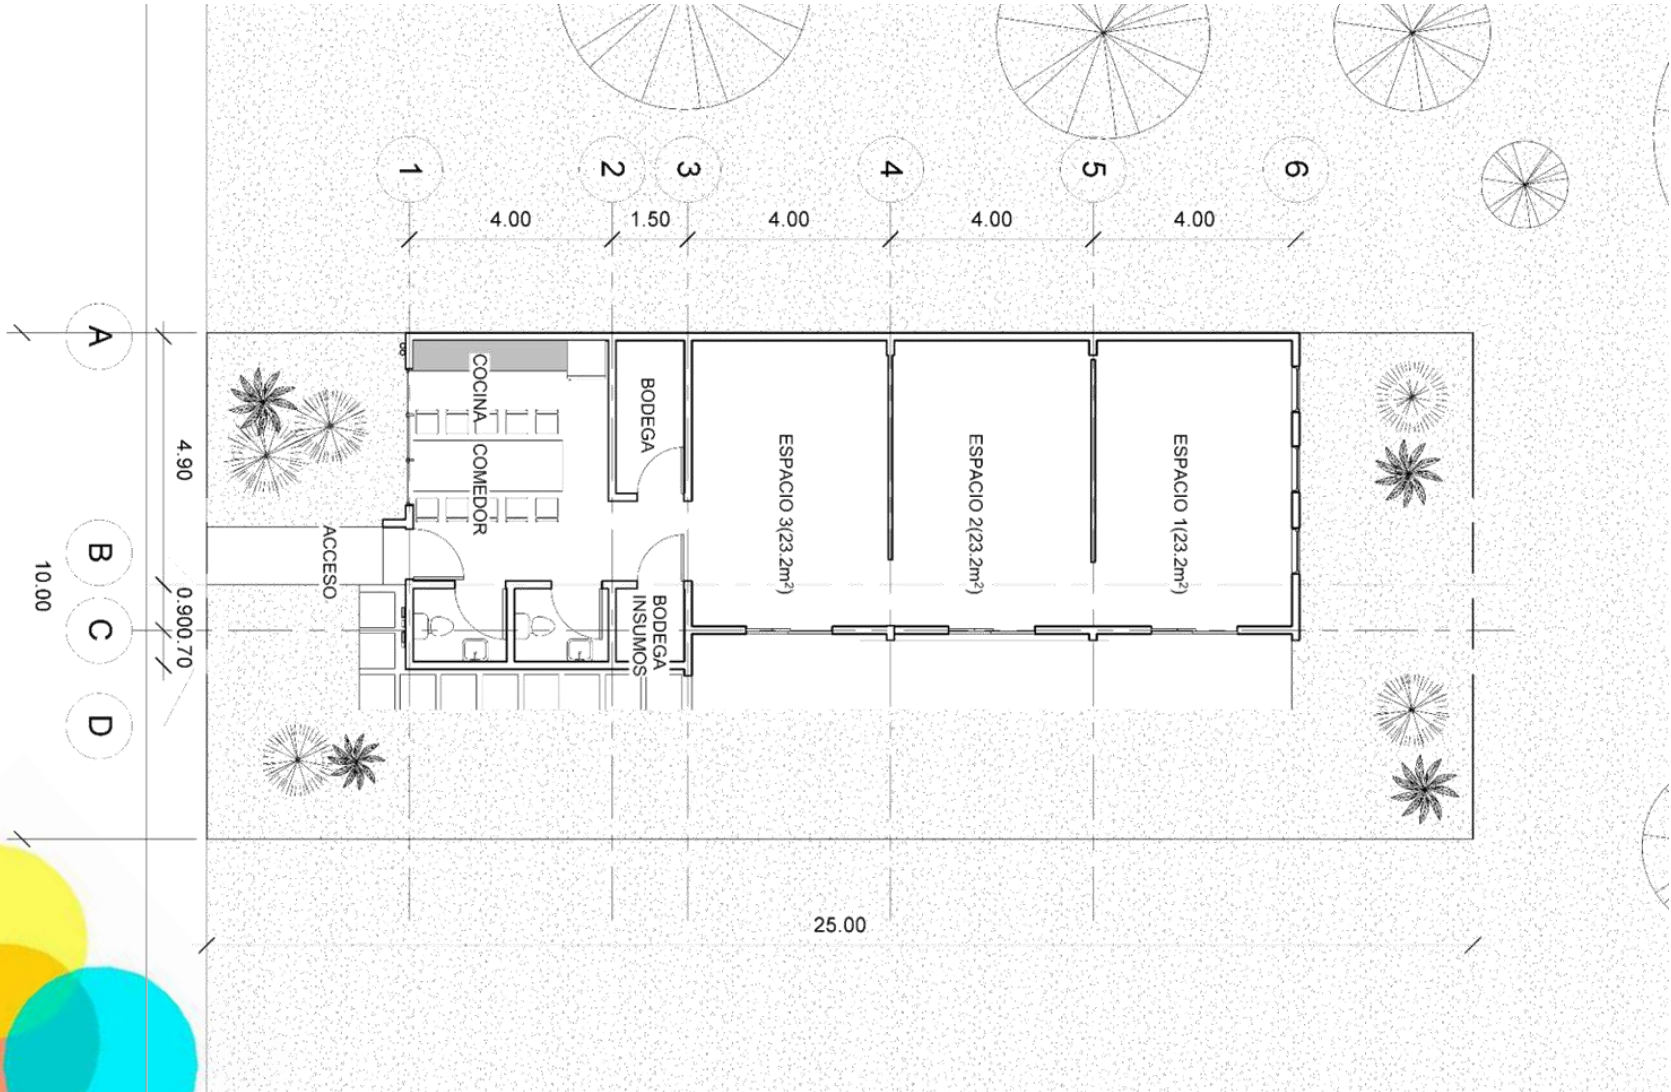 1
2
3
4
5
6
4.00
1.50
4.00
4.00
4.00
A
B
C
D
4.90
0.90
0.70
10.00
COCINA COMEDOR
BODEGA
ESPACIO 3(23.2m²)
ESPACIO 2(23.2m²)
ESPACIO 1(23.2m²)
ACCESO
BODEGA
INSUMOS
25.00